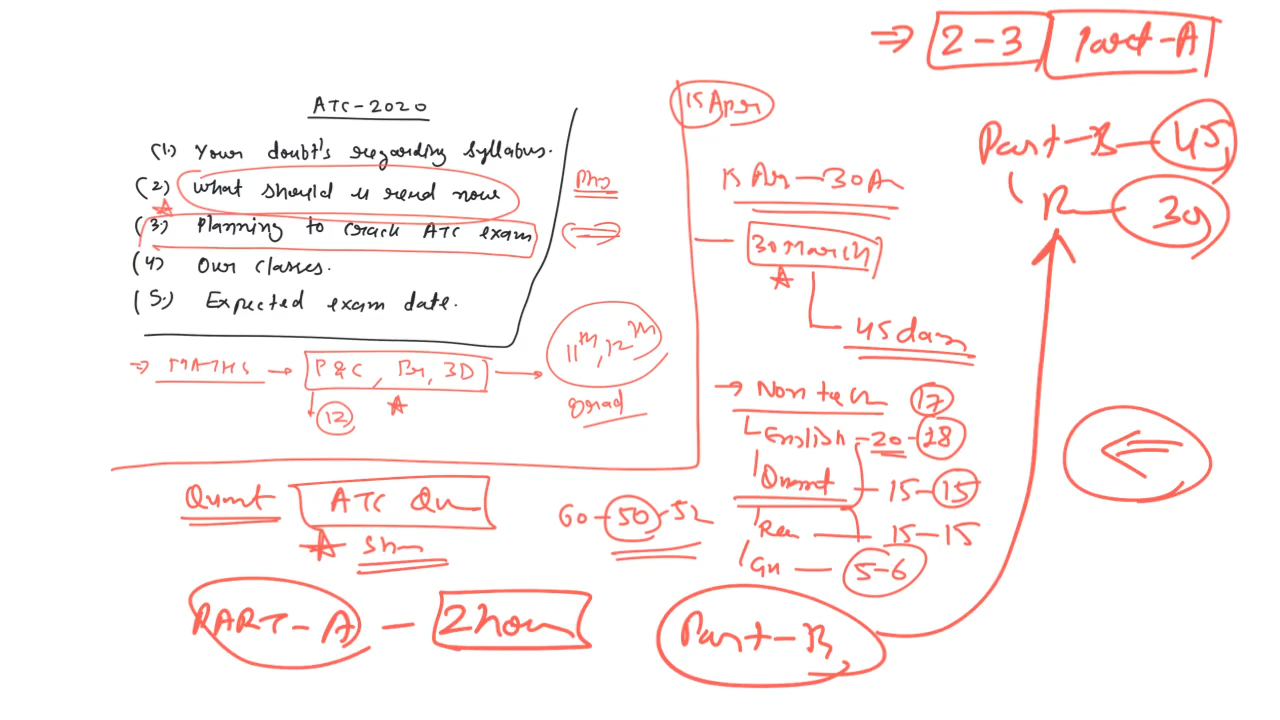 ATC-2020
(1.) Your doubt's regarding syllabus.
(2) What should u read now
(3.) Planning to crack ATC exam
(4) Our classes.
(5.) Expected exam date.
⇒ MATHS → P&C, Pr, 3D → 11th, 12th
12
grad
Phy
15 Apr
15 Apr - 30 A
30 March
45 days
→ Non tech 17
English - 20 - 18
Quant - 15 - 15
Rea - 15 - 15
Gn - 5-6
Quant ATC Qu
60 - 50 - 52
PART-A - 2 hour
Part-B
⇒ 2-3 Part-A
Part-B - 45
R - 30